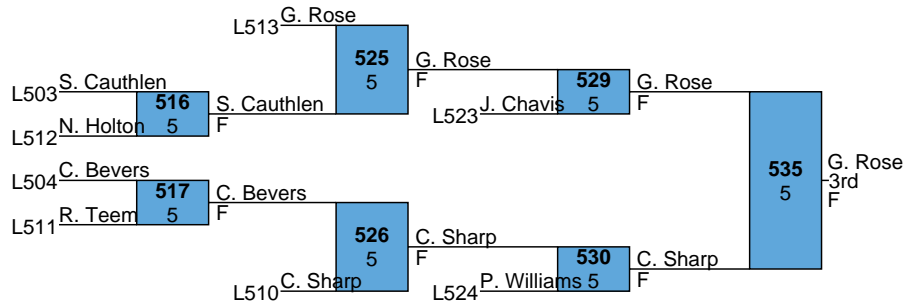 L513 G. Rose
525
5
G. Rose
F
L503 S. Cauthlen
516
5
L512 N. Holton
S. Cauthlen
F
529
5
L523 J. Chavis
G. Rose
F
L504 C. Bevers
517
5
L511 R. Teem
C. Bevers
F
526
5
L510 C. Sharp
C. Sharp
F
530
5
L524 P. Williams
C. Sharp
F
535
5
G. Rose
3rd
F